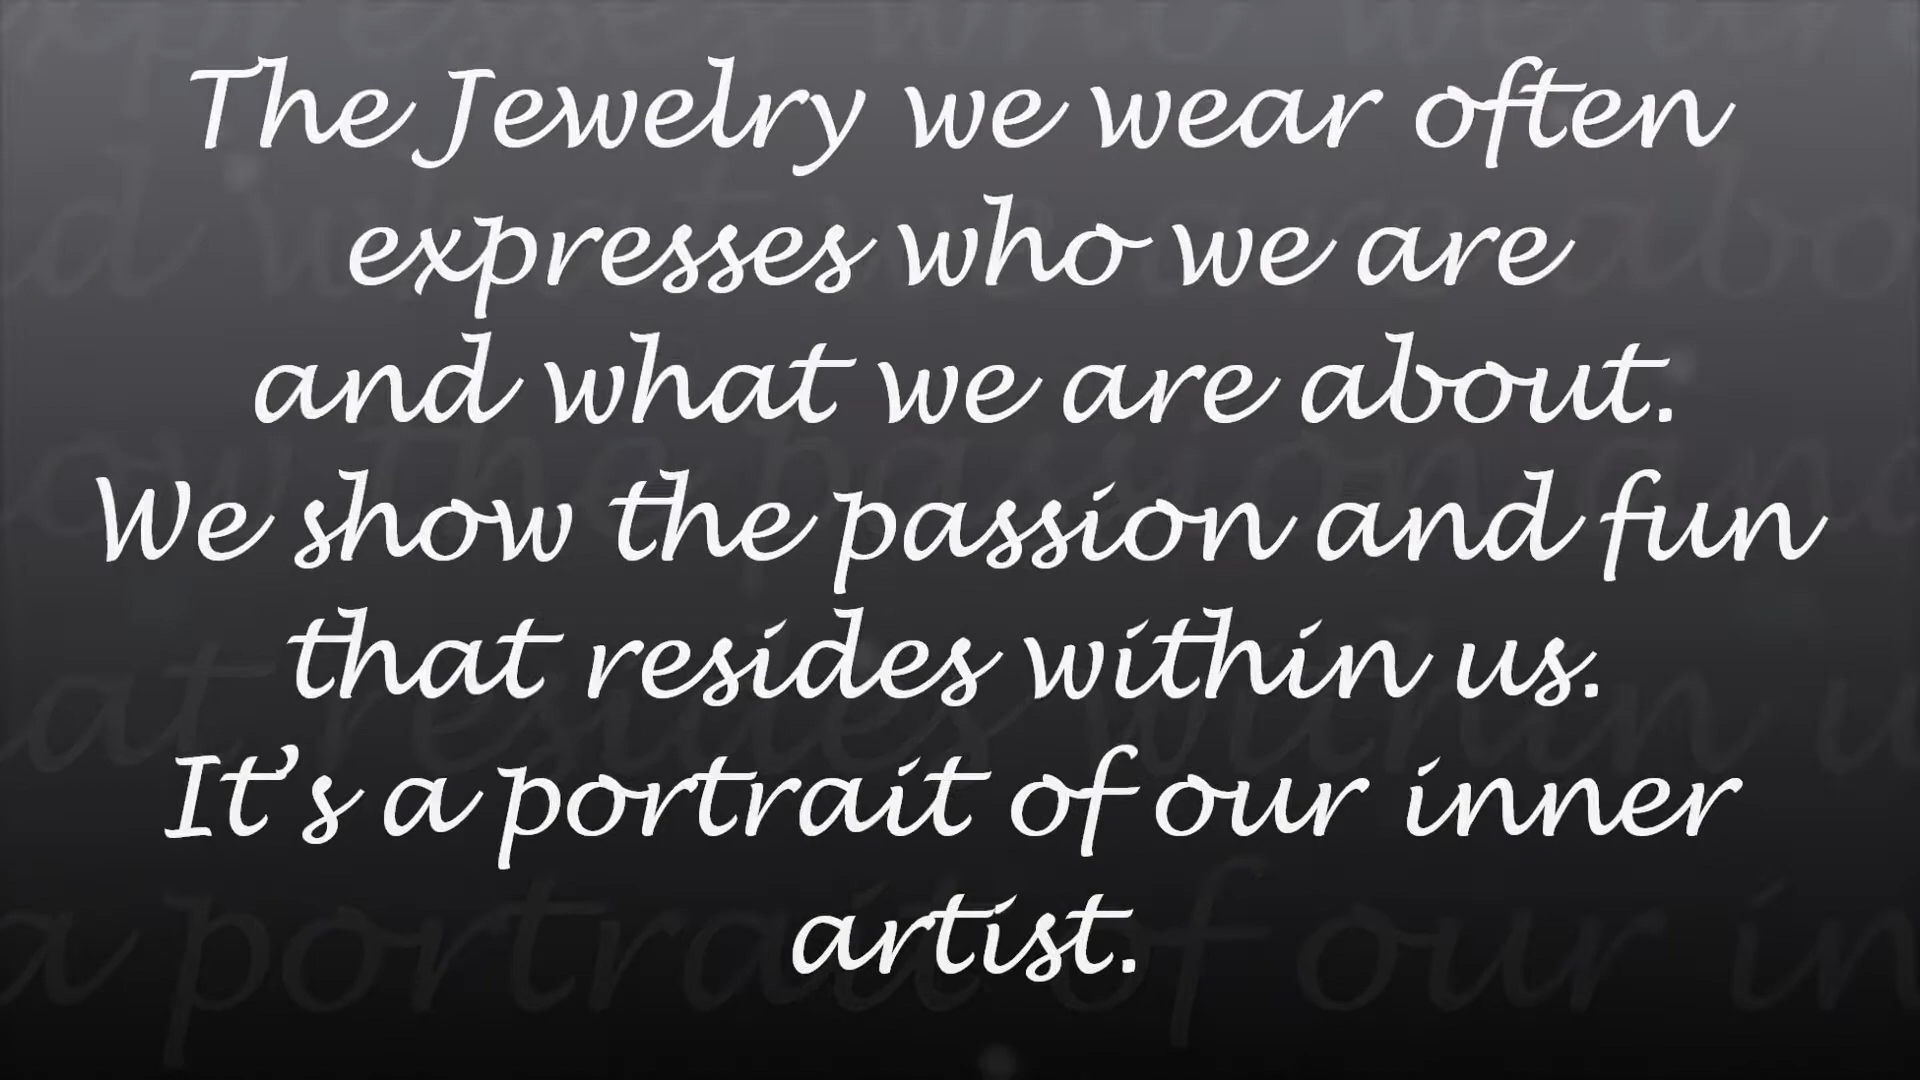 The Jewelry we wear often
expresses who we are
and what we are about.
We show the passion and fun
that resides within us.
It's a portrait of our inner
artist.